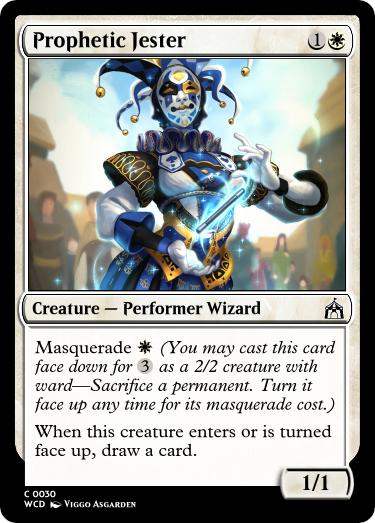 Prophetic Jester 1
Creature — Performer Wizard
Masquerade (You may cast this card
face down for 3 as a 2/2 creature with
ward—Sacrifice a permanent. Turn it
face up any time for its masquerade cost.)
When this creature enters or is turned
face up, draw a card.
1/1
C 0030
WCD Viggo Asgarden